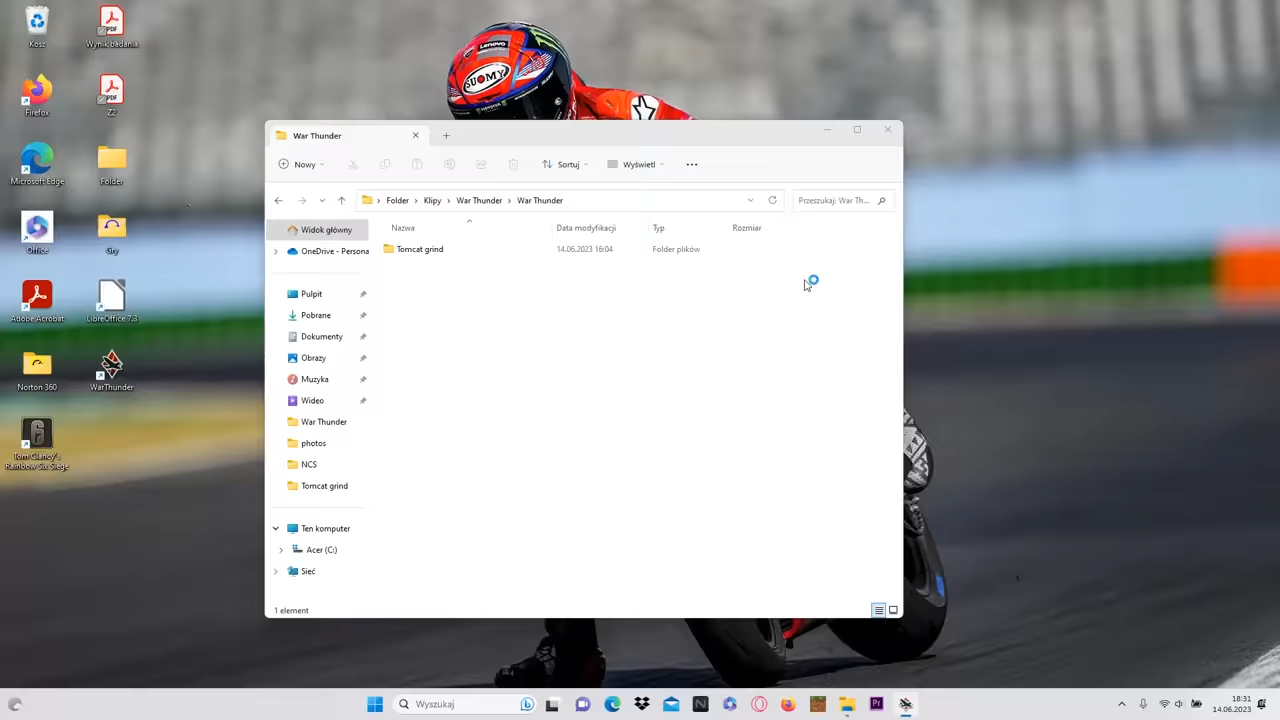 Kosz
Wynik badania
Firefox
Z2
Microsoft Edge
Folder
Office
Gry
Adobe Acrobat
LibreOffice 7.3
Norton 360
WarThunder
Tom Clancy's
Rainbow Six Siege
Lenovo
SUOMY
War Thunder
Nowy
Sortuj
Wyświetl
Folder > Klipy > War Thunder > War Thunder
Przeszukaj: War Th...
Nazwa
Data modyfikacji
Typ
Rozmiar
Tomcat grind
14.06.2023 16:04
Folder plików
Widok główny
OneDrive - Persona
Pulpit
Pobrane
Dokumenty
Obrazy
Muzyka
Wideo
War Thunder
photos
NCS
Tomcat grind
Ten komputer
Acer (C:)
Sieć
1 element
Wyszukaj
18:31
14.06.2023